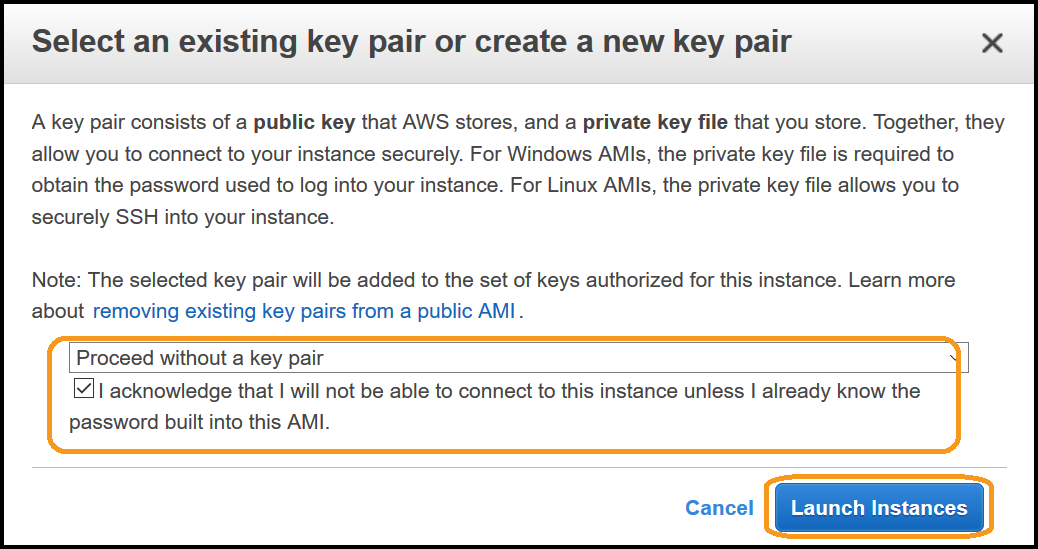 Select an existing key pair or create a new key pair
A key pair consists of a public key that AWS stores, and a private key file that you store. Together, they
allow you to connect to your instance securely. For Windows AMIs, the private key file is required to
obtain the password used to log into your instance. For Linux AMIs, the private key file allows you to
securely SSH into your instance.
Note: The selected key pair will be added to the set of keys authorized for this instance. Learn more
about removing existing key pairs from a public AMI.
Proceed without a key pair
I acknowledge that I will not be able to connect to this instance unless I already know the
password built into this AMI.
Cancel Launch Instances